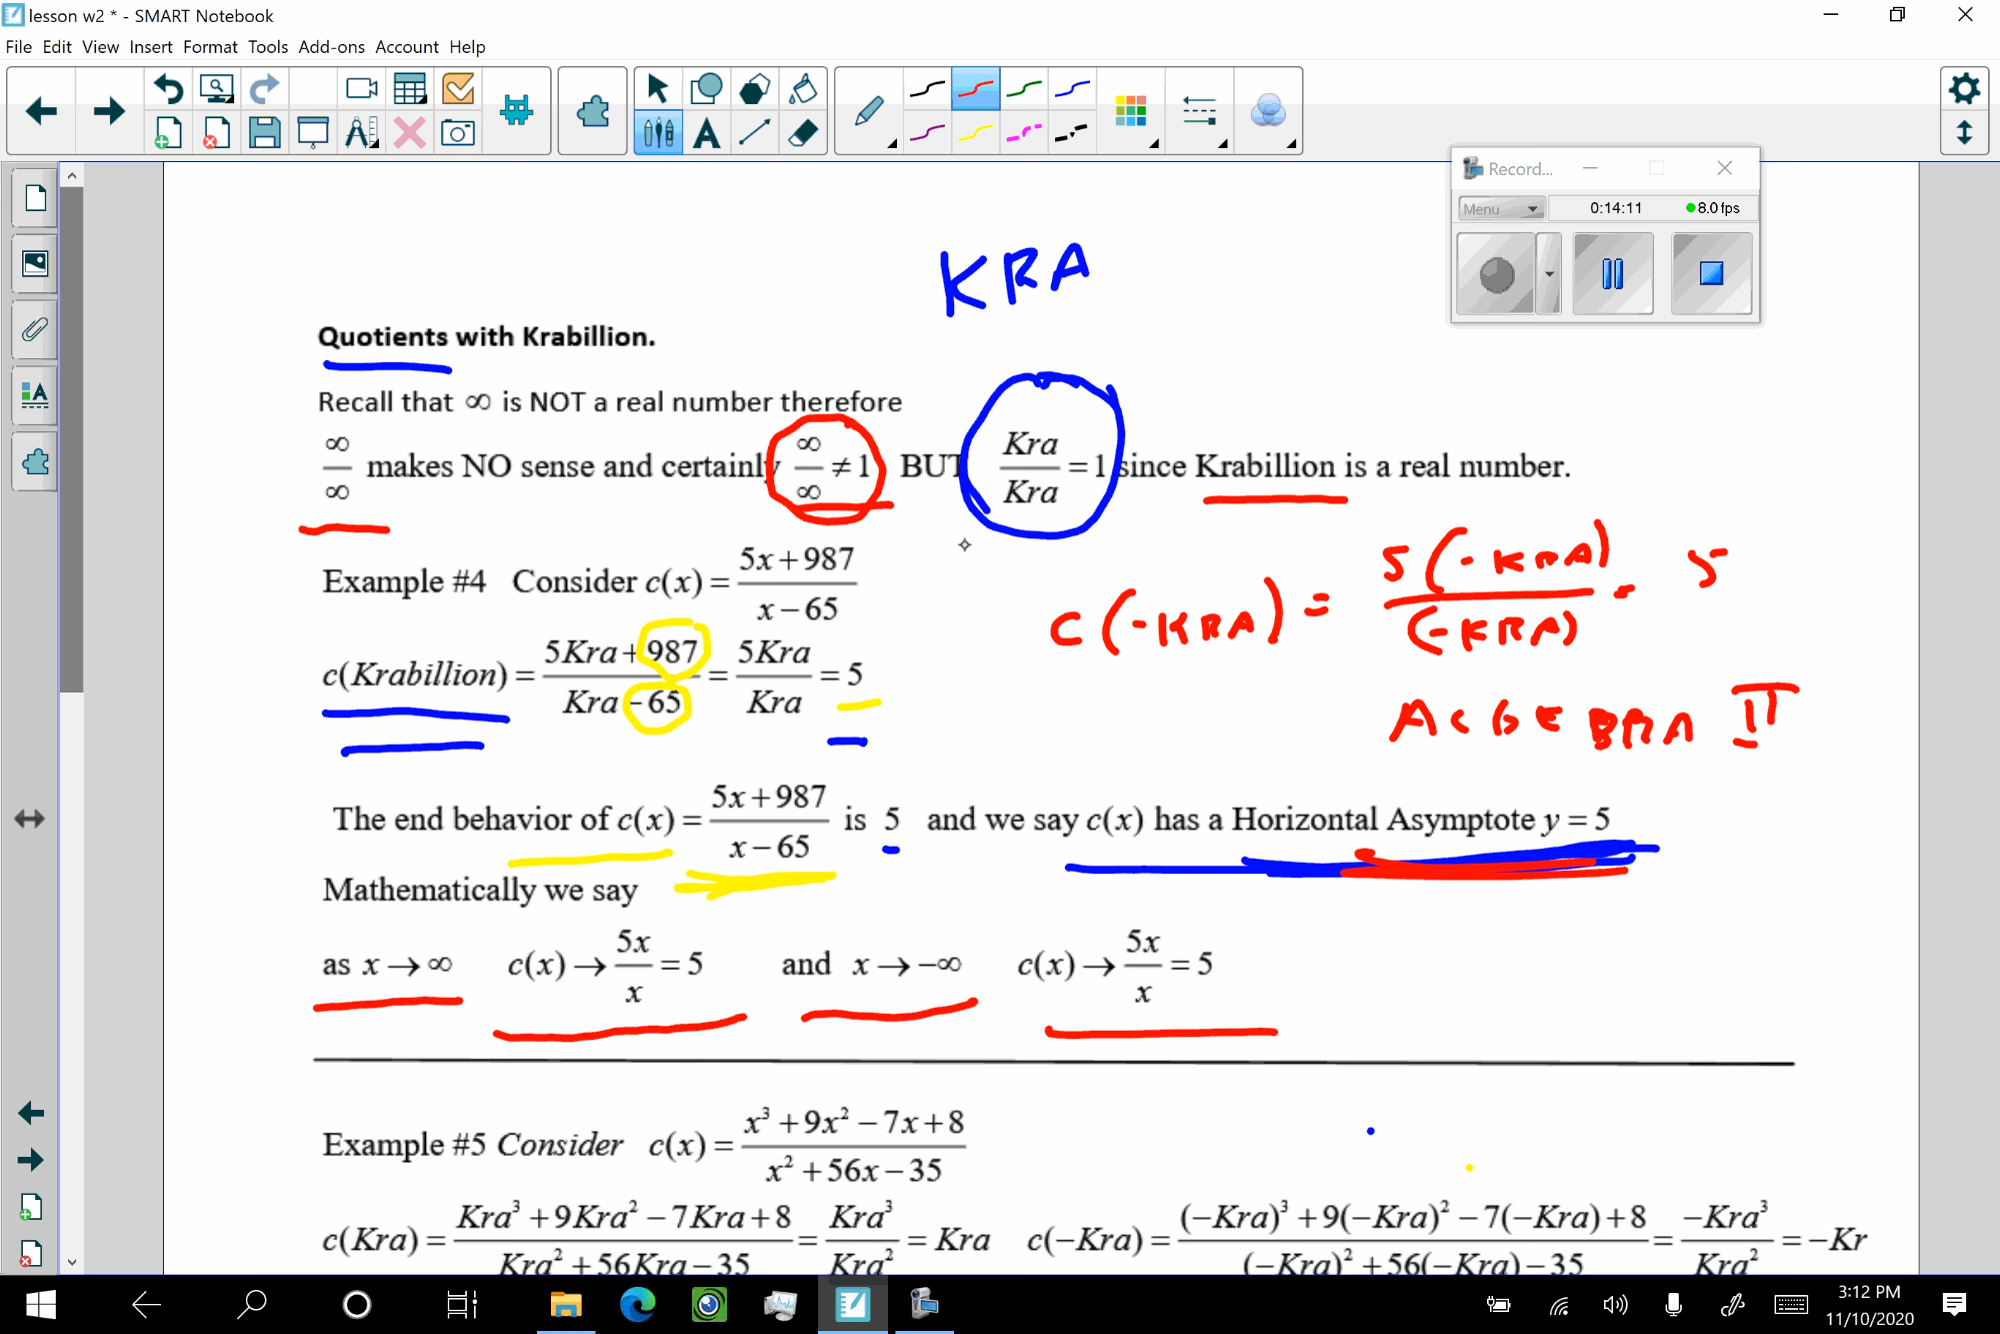 lesson w2 * - SMART Notebook
File Edit View Insert Format Tools Add-ons Account Help
Record...
Menu 0:14:11 8.0 fps
KRA
Quotients with Krabillion.
Recall that ∞ is NOT a real number therefore
∞/∞ makes NO sense and certainly ∞/∞ ≠ 1 BUT Kra/Kra = 1 since Krabillion is a real number.
Example #4 Consider c(x) = (5x + 987)/(x − 65)
c(-KRA) = 5(-KRA)/(-KRA) = 5
c(Krabillion) = (5Kra + 987)/(Kra − 65) = 5Kra/Kra = 5
ALGEBRA II
The end behavior of c(x) = (5x + 987)/(x − 65) is 5 and we say c(x) has a Horizontal Asymptote y = 5
Mathematically we say
as x → ∞ c(x) → 5x/x = 5 and x → −∞ c(x) → 5x/x = 5
Example #5 Consider c(x) = (x³ + 9x² − 7x + 8)/(x² + 56x − 35)
c(Kra) = (Kra³ + 9Kra² − 7Kra + 8)/(Kra² + 56Kra − 35) = Kra³/Kra² = Kra c(−Kra) = ((−Kra)³ + 9(−Kra)² − 7(−Kra) + 8)/((−Kra)² + 56(−Kra) − 35) = −Kra³/Kra² = −Kr
3:12 PM
11/10/2020